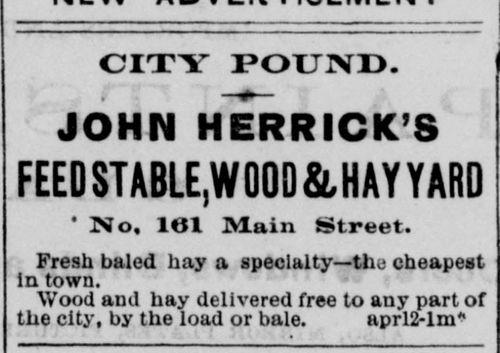 NEW ADVERTISEMENT
CITY POUND.
JOHN HERRICK'S
FEED STABLE, WOOD & HAY YARD
No. 161 Main Street.
Fresh baled hay a specialty—the cheapest
in town.
Wood and hay delivered free to any part of
the city, by the load or bale. apr12-1m*